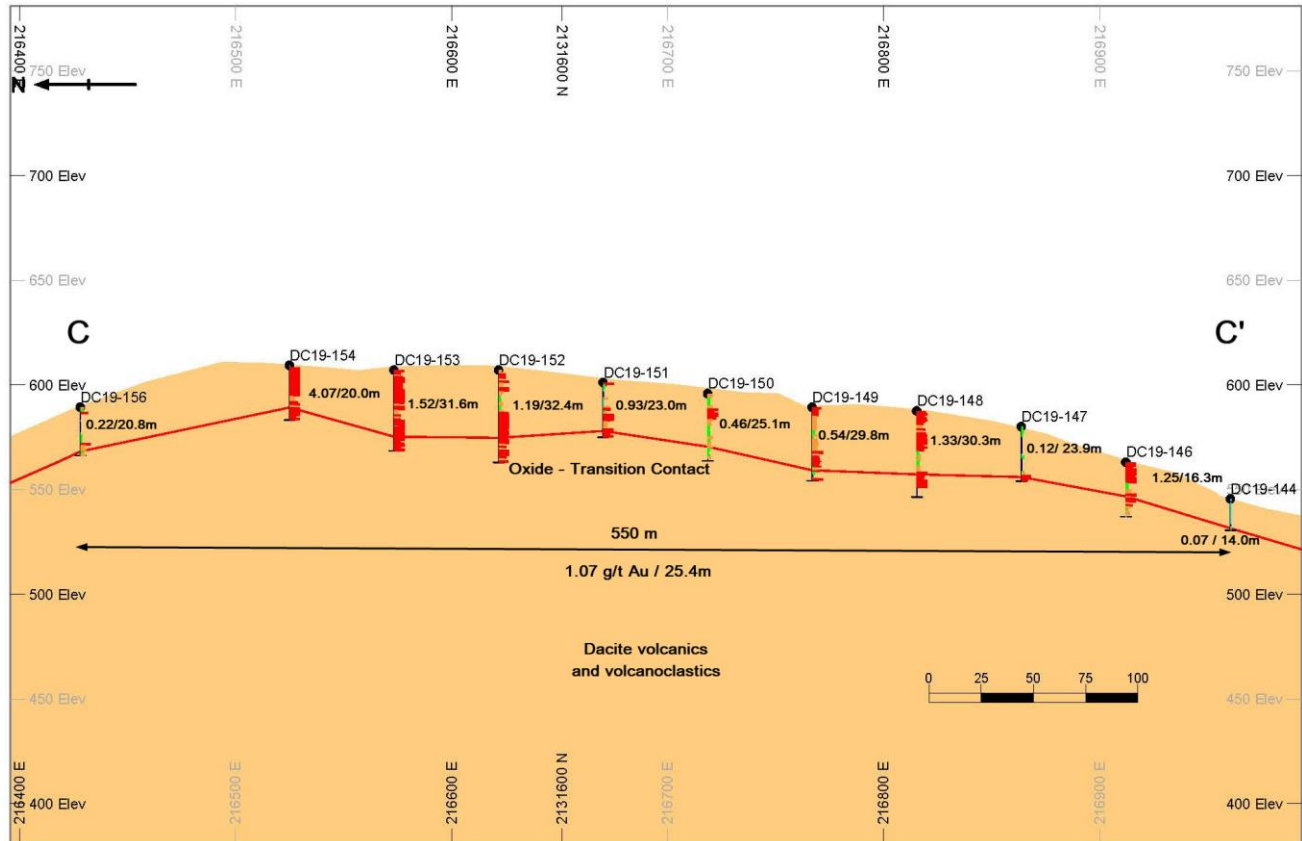 216400 E
216500 E
216600 E
2131600 N
216700 E
216800 E
216900 E
750 Elev
750 Elev
N
700 Elev
700 Elev
650 Elev
650 Elev
C
C'
DC19-154
DC19-153
DC19-152
DC19-151
DC19-150
DC19-149
DC19-148
DC19-147
DC19-146
DC19-144
DC19-156
600 Elev
600 Elev
0.22/20.8m
4.07/20.0m
1.52/31.6m
1.19/32.4m
0.93/23.0m
0.46/25.1m
0.54/29.8m
1.33/30.3m
0.12/ 23.9m
1.25/16.3m
0.07 / 14.0m
Oxide - Transition Contact
550 Elev
550 m
1.07 g/t Au / 25.4m
500 Elev
500 Elev
Dacite volcanics
and volcanoclastics
0 25 50 75 100
450 Elev
450 Elev
400 Elev
400 Elev
216400 E
216500 E
216600 E
2131600 N
216700 E
216800 E
216900 E